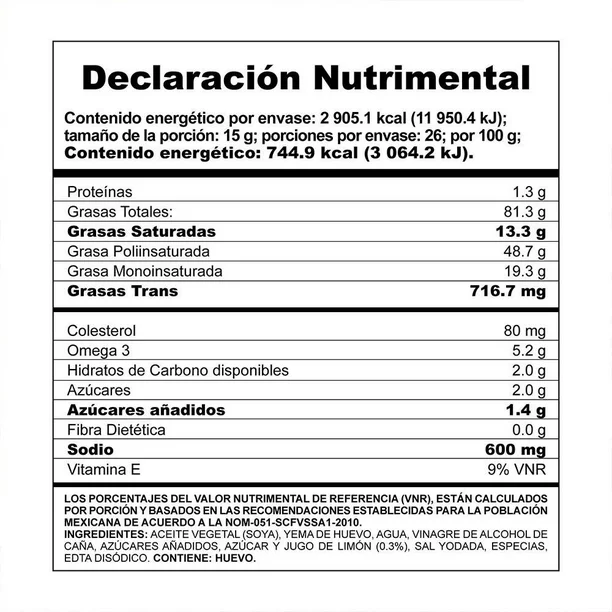 Declaración Nutrimental
Contenido energético por envase: 2 905.1 kcal (11 950.4 kJ);
tamaño de la porción: 15 g; porciones por envase: 26; por 100 g;
Contenido energético: 744.9 kcal (3 064.2 kJ).
Proteínas 1.3 g
Grasas Totales: 81.3 g
Grasas Saturadas 13.3 g
Grasa Poliinsaturada 48.7 g
Grasa Monoinsaturada 19.3 g
Grasas Trans 716.7 mg
Colesterol 80 mg
Omega 3 5.2 g
Hidratos de Carbono disponibles 2.0 g
Azúcares 2.0 g
Azúcares añadidos 1.4 g
Fibra Dietética 0.0 g
Sodio 600 mg
Vitamina E 9% VNR
LOS PORCENTAJES DEL VALOR NUTRIMENTAL DE REFERENCIA (VNR), ESTÁN CALCULADOS
POR PORCIÓN Y BASADOS EN LAS RECOMENDACIONES ESTABLECIDAS PARA LA POBLACIÓN
MEXICANA DE ACUERDO A LA NOM-051-SCFVSSA1-2010.
INGREDIENTES: ACEITE VEGETAL (SOYA), YEMA DE HUEVO, AGUA, VINAGRE DE ALCOHOL DE
CAÑA, AZÚCARES AÑADIDOS, AZÚCAR Y JUGO DE LIMÓN (0.3%), SAL YODADA, ESPECIAS,
EDTA DISÓDICO. CONTIENE: HUEVO.